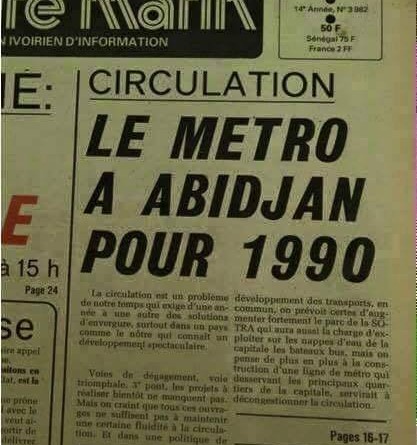 Matin
N IVOIRIEN D'INFORMATION
14e Année, N° 3 982
50 F
Sénégal 75 F
France 2 FF
E:
E
à 15 h
Page 24
CIRCULATION
LE METRO
A ABIDJAN
POUR 1990
La circulation est un problème
de notre temps qui exige d'une an-
née à une autre des solutions
d'envergure, surtout dans un pays
comme le nôtre qui connaît un
développement spectaculaire.
Voies de dégagement, voie
triomphale, 3e pont, les projets à
réaliser bientôt ne manquent pas.
Mais on craint que tous ces ouvra-
ges ne suffisent pas à maintenir
une certaine fluidité à la circula-
tion. Et dans une politique de
développement des transports, en
commun, on prévoit certes d'aug-
menter fortement le parc de la SO-
TRA qui aura aussi la charge d'ex-
ploiter sur les nappes d'eau de la
capitale les bateaux bus, mais on
pense de plus en plus à la cons-
truction d'une ligne de métro qui
desservant les principaux quar-
tiers de la capitale, servirait à
décongestionner la circulation.
Pages 16-17
se